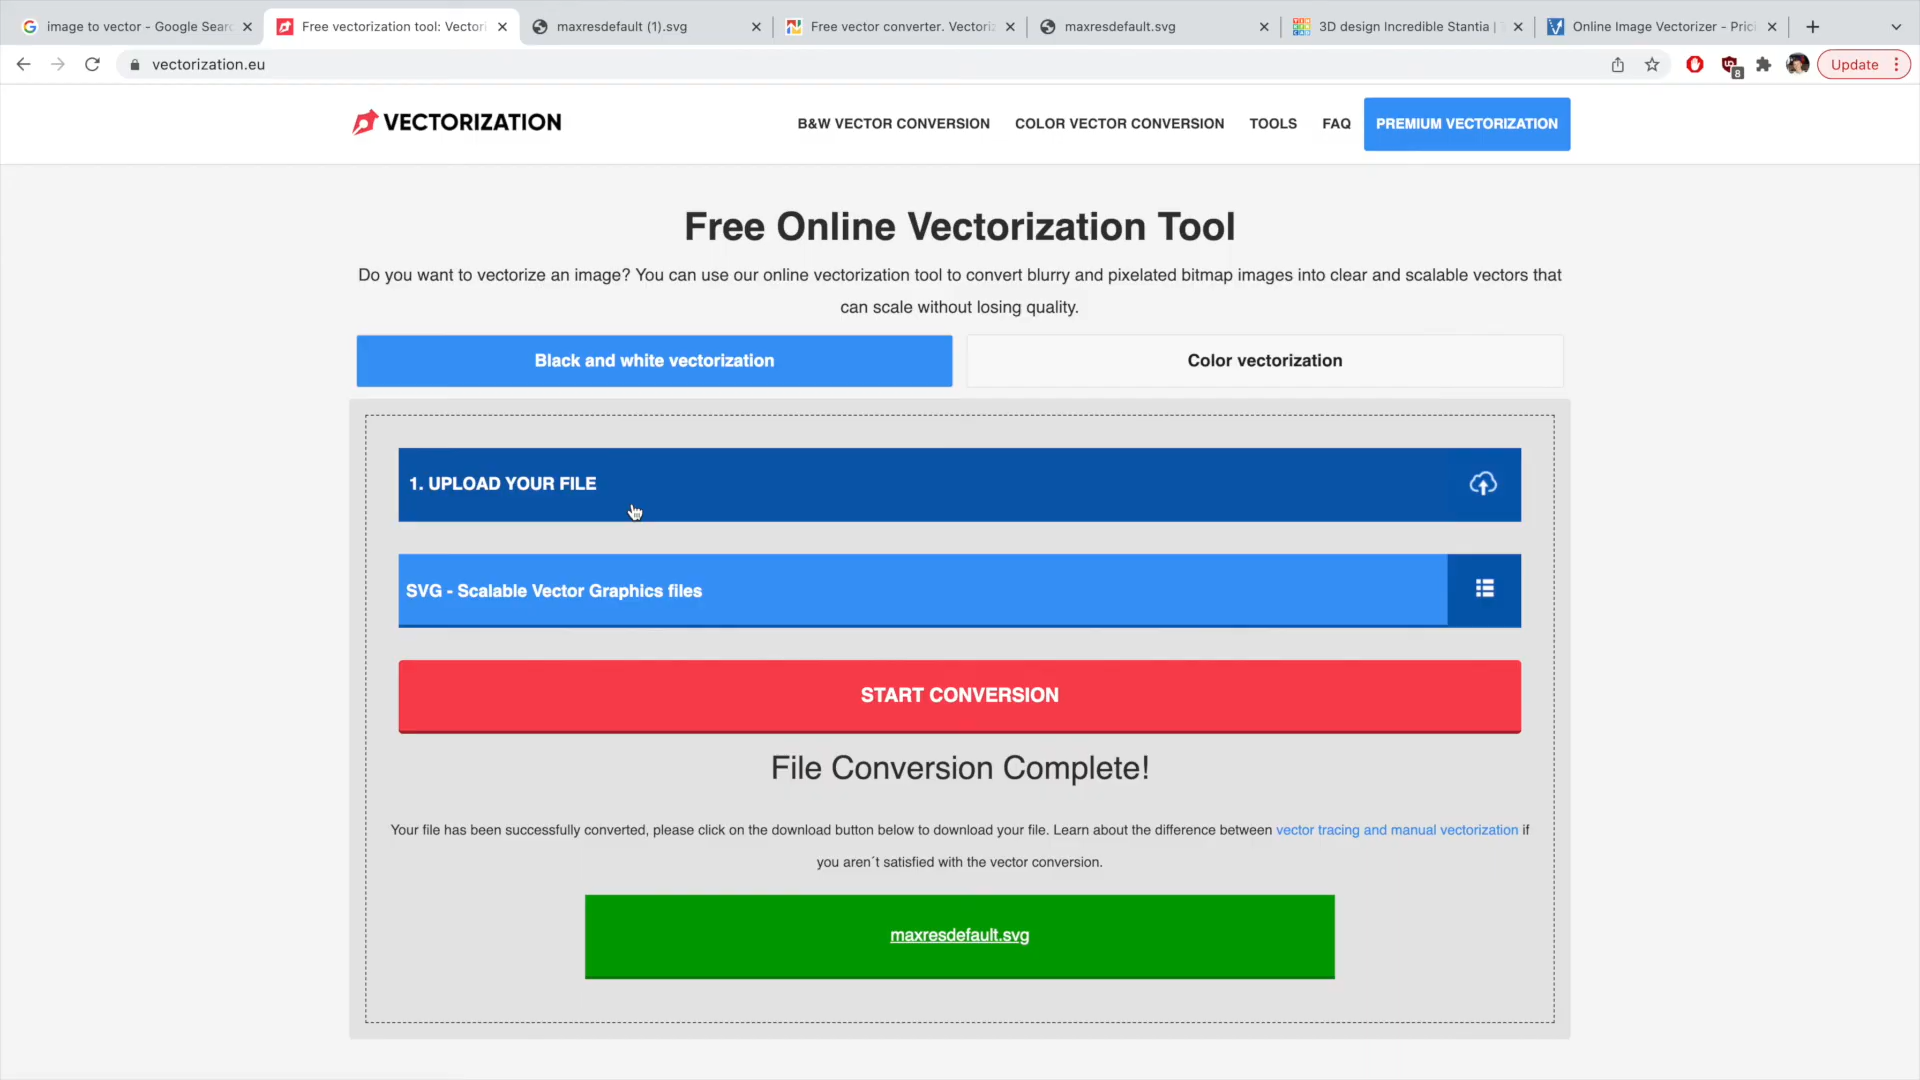 image to vector - Google Searc
Free vectorization tool: Vectori
maxresdefault (1).svg
Free vector converter. Vectoriz
maxresdefault.svg
3D design Incredible Stantia | T
Online Image Vectorizer - Prici
vectorization.eu
8
Update
VECTORIZATION
B&W VECTOR CONVERSION
COLOR VECTOR CONVERSION
TOOLS
FAQ
PREMIUM VECTORIZATION
Free Online Vectorization Tool
Do you want to vectorize an image? You can use our online vectorization tool to convert blurry and pixelated bitmap images into clear and scalable vectors that
can scale without losing quality.
Black and white vectorization
Color vectorization
1. UPLOAD YOUR FILE
SVG - Scalable Vector Graphics files
START CONVERSION
File Conversion Complete!
Your file has been successfully converted, please click on the download button below to download your file. Learn about the difference between vector tracing and manual vectorization if
you aren´t satisfied with the vector conversion.
maxresdefault.svg